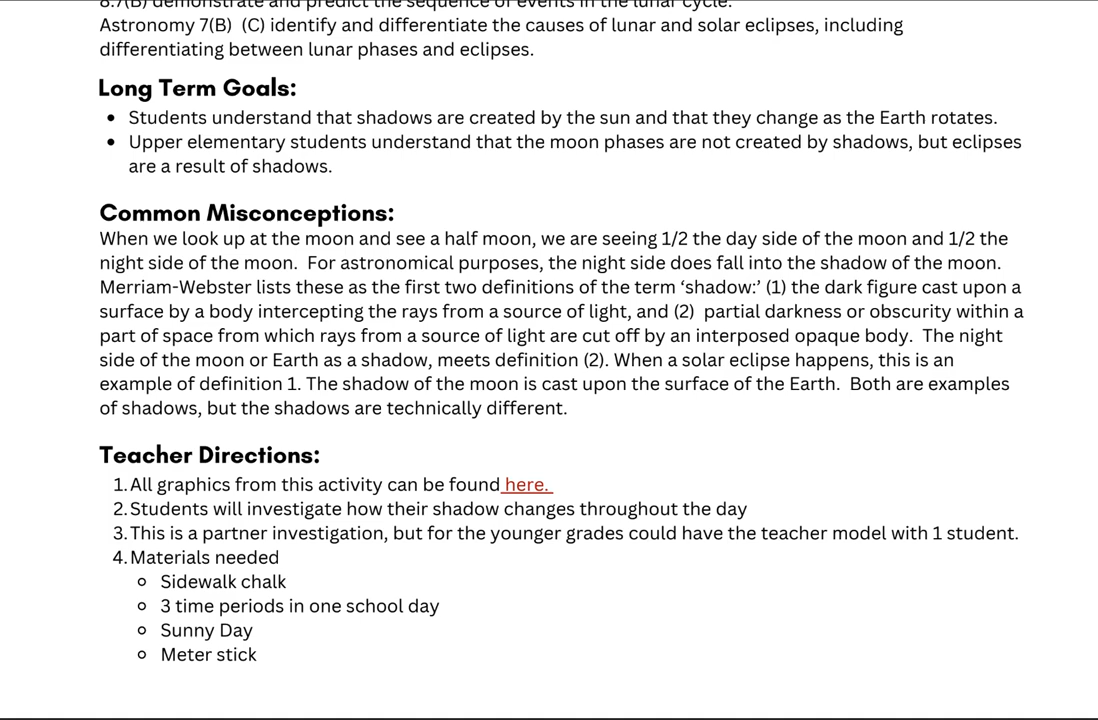 8.7(B) demonstrate and predict the sequence of events in the lunar cycle.
Astronomy 7(B)  (C) identify and differentiate the causes of lunar and solar eclipses, including
differentiating between lunar phases and eclipses.
Long Term Goals:
• Students understand that shadows are created by the sun and that they change as the Earth rotates.
• Upper elementary students understand that the moon phases are not created by shadows, but eclipses
are a result of shadows.
Common Misconceptions:
When we look up at the moon and see a half moon, we are seeing 1/2 the day side of the moon and 1/2 the
night side of the moon.  For astronomical purposes, the night side does fall into the shadow of the moon.
Merriam-Webster lists these as the first two definitions of the term ‘shadow:’ (1) the dark figure cast upon a
surface by a body intercepting the rays from a source of light, and (2)  partial darkness or obscurity within a
part of space from which rays from a source of light are cut off by an interposed opaque body.  The night
side of the moon or Earth as a shadow, meets definition (2). When a solar eclipse happens, this is an
example of definition 1. The shadow of the moon is cast upon the surface of the Earth.  Both are examples
of shadows, but the shadows are technically different.
Teacher Directions:
1. All graphics from this activity can be found here.
2. Students will investigate how their shadow changes throughout the day
3. This is a partner investigation, but for the younger grades could have the teacher model with 1 student.
4. Materials needed
◦ Sidewalk chalk
◦ 3 time periods in one school day
◦ Sunny Day
◦ Meter stick